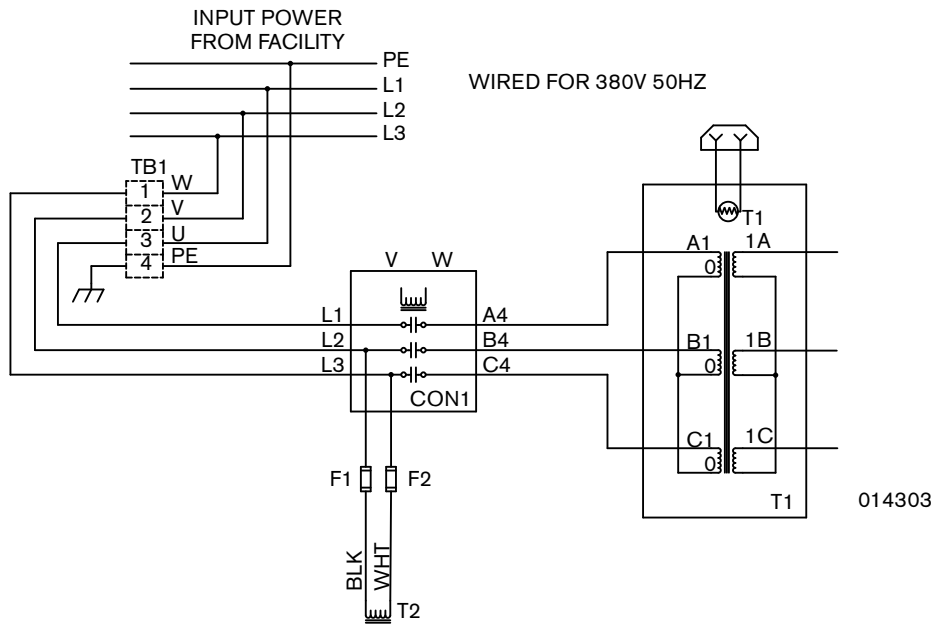 INPUT POWER
FROM FACILITY
PE
L1
L2
L3
WIRED FOR 380V 50HZ
TB1
1 W
2 V
3 U
4 PE
T1
A1 1A
0
V W
L1 A4
L2 B4
L3 C4
CON1
B1 1B
0
C1 1C
0
T1
014303
F1 F2
BLK WHT
T2